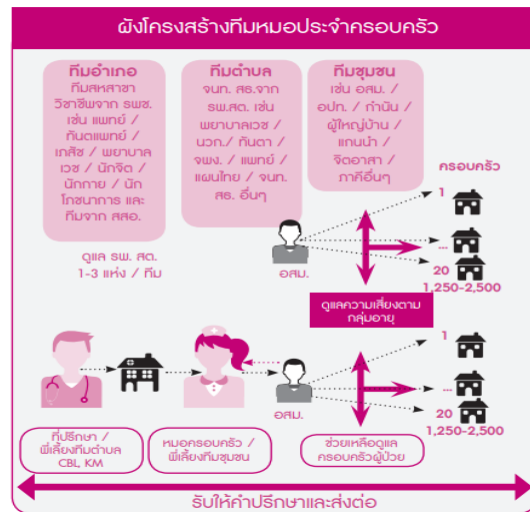 ผังโครงสร้างทีมหมอประจำครอบครัว
ทีมอำเภอ
ทีมสหสาขา
วิชาชีพจาก รพช.
เช่น แพทย์ /
ทันตแพทย์ /
เภสัช / พยาบาล
เวช / นักจิต /
นักกาย / นัก
โภชนาการ และ
ทีมจาก สสอ.
ดูแล รพ. สต.
1-3 แห่ง / ทีม
ทีมตำบล
จนท. สธ.จาก
รพ.สต. เช่น
พยาบาลเวช /
นวก./ ทันตา /
จพง. / แพทย์ /
แผนไทย / จนท.
สธ. อื่นๆ
ทีมชุมชน
เช่น อสม. /
อปท. / กำนัน /
ผู้ใหญ่บ้าน /
แกนนำ /
จิตอาสา /
ภาคีอื่นๆ
ครอบครัว
1
...
20
1,250-2,500
อสม.
ดูแลความเสี่ยงตาม
กลุ่มอายุ
1
...
20
1,250-2,500
อสม.
ที่ปรึกษา /
พี่เลี้ยงทีมตำบล
CBL, KM
หมอครอบครัว /
พี่เลี้ยงทีมชุมชน
ช่วยเหลือดูแล
ครอบครัวผู้ป่วย
รับให้คำปรึกษาและส่งต่อ